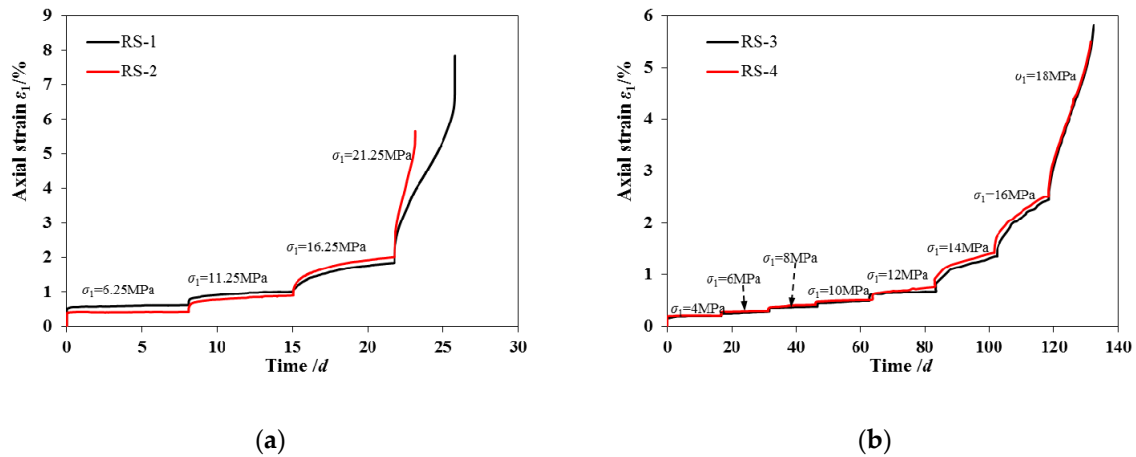 Axial strain ε1/%
9
8
7
6
5
4
3
2
1
0
RS-1
RS-2
σ1=6.25MPa
σ1=11.25MPa
σ1=16.25MPa
σ1=21.25MPa
0 5 10 15 20 25 30
Time /d
(a)
Axial strain ε1/%
6
5
4
3
2
1
0
RS-3
RS-4
σ1=4MPa
σ1=6MPa
σ1=8MPa
σ1=10MPa
σ1=12MPa
σ1=14MPa
σ1=16MPa
σ1=18MPa
0 20 40 60 80 100 120 140
Time /d
(b)